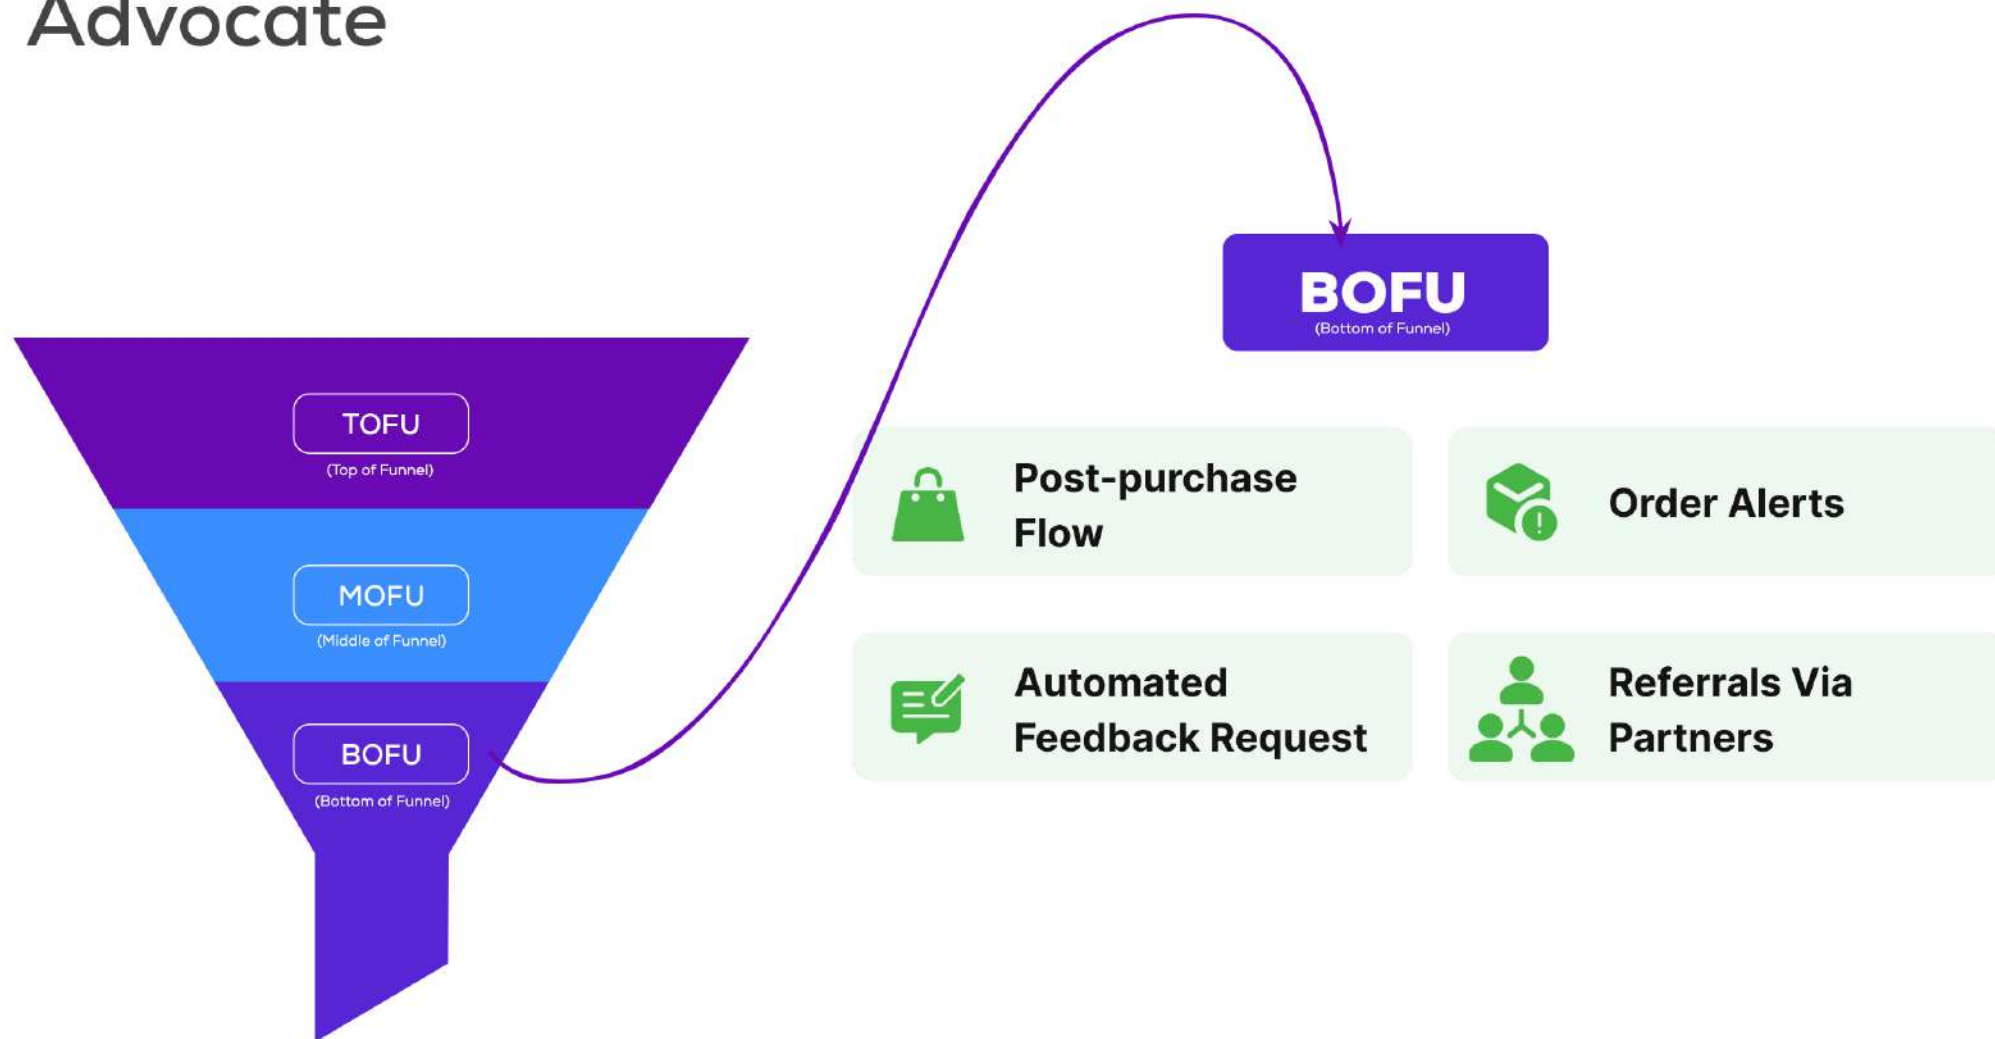 Advocate
TOFU
(Top of Funnel)
MOFU
(Middle of Funnel)
BOFU
(Bottom of Funnel)
BOFU
(Bottom of Funnel)
Post-purchase
Flow
Order Alerts
Automated
Feedback Request
Referrals Via
Partners